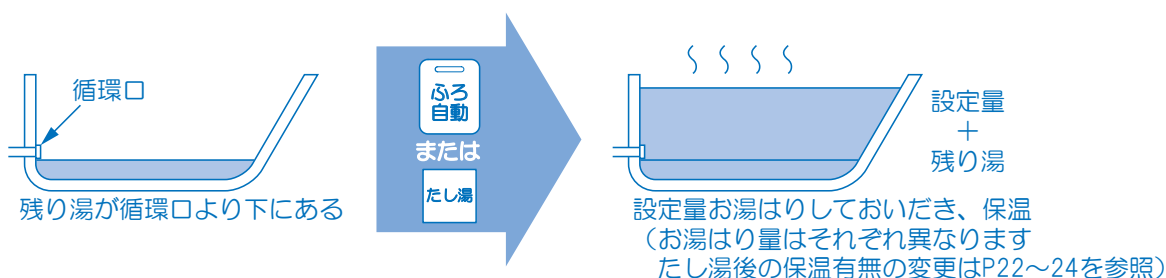 循環口
残り湯が循環口より下にある
ふろ
自動
または
たし湯
設定量
＋
残り湯
設定量お湯はりしておいだき、保温
（お湯はり量はそれぞれ異なります
たし湯後の保温有無の変更はP22～24を参照）